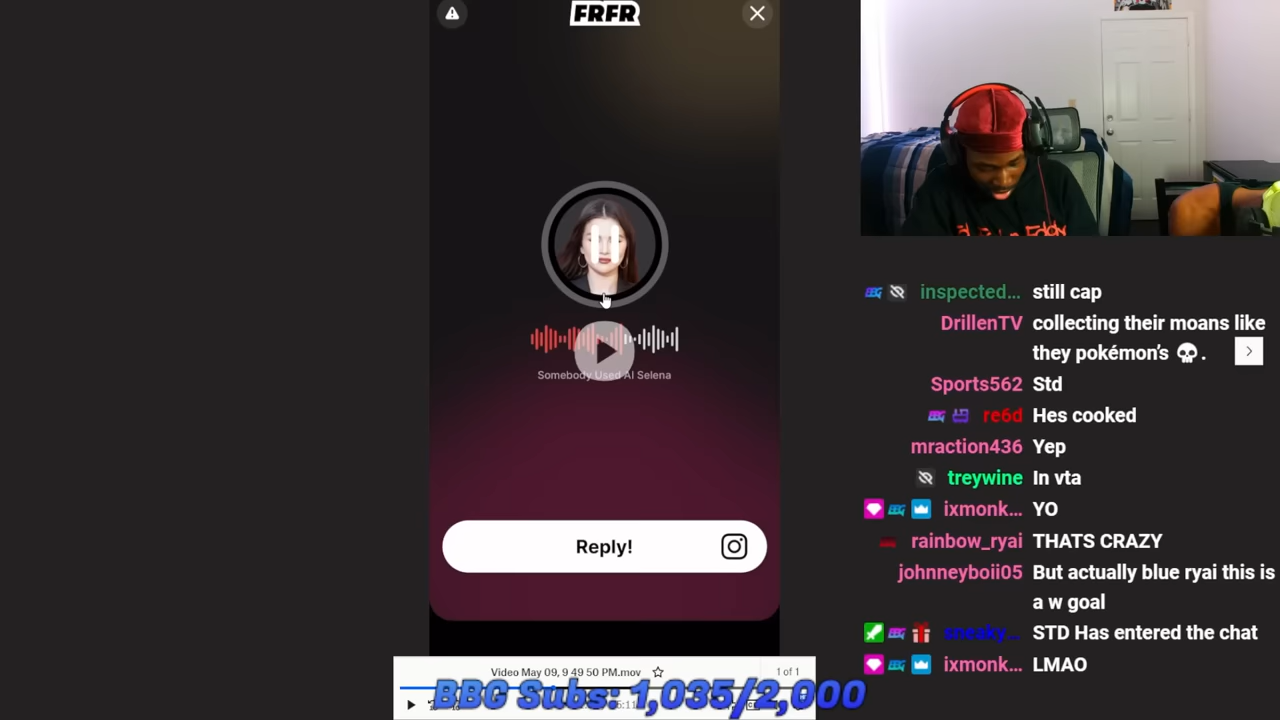 FRFR
Somebody Used AI Selena
Reply!
Video May 09, 9 49 50 PM.mov
1 of 1
BBG Subs: 1,035/2,000
inspected... still cap
DrillenTV collecting their moans like
they pokémon's 💀.
Sports562 Std
BBG re6d Hes cooked
mraction436 Yep
treywine In vta
ixmonk... YO
rainbow_ryai THATS CRAZY
johnneyboii05 But actually blue ryai this is
a w goal
sneaky... STD Has entered the chat
ixmonk... LMAO